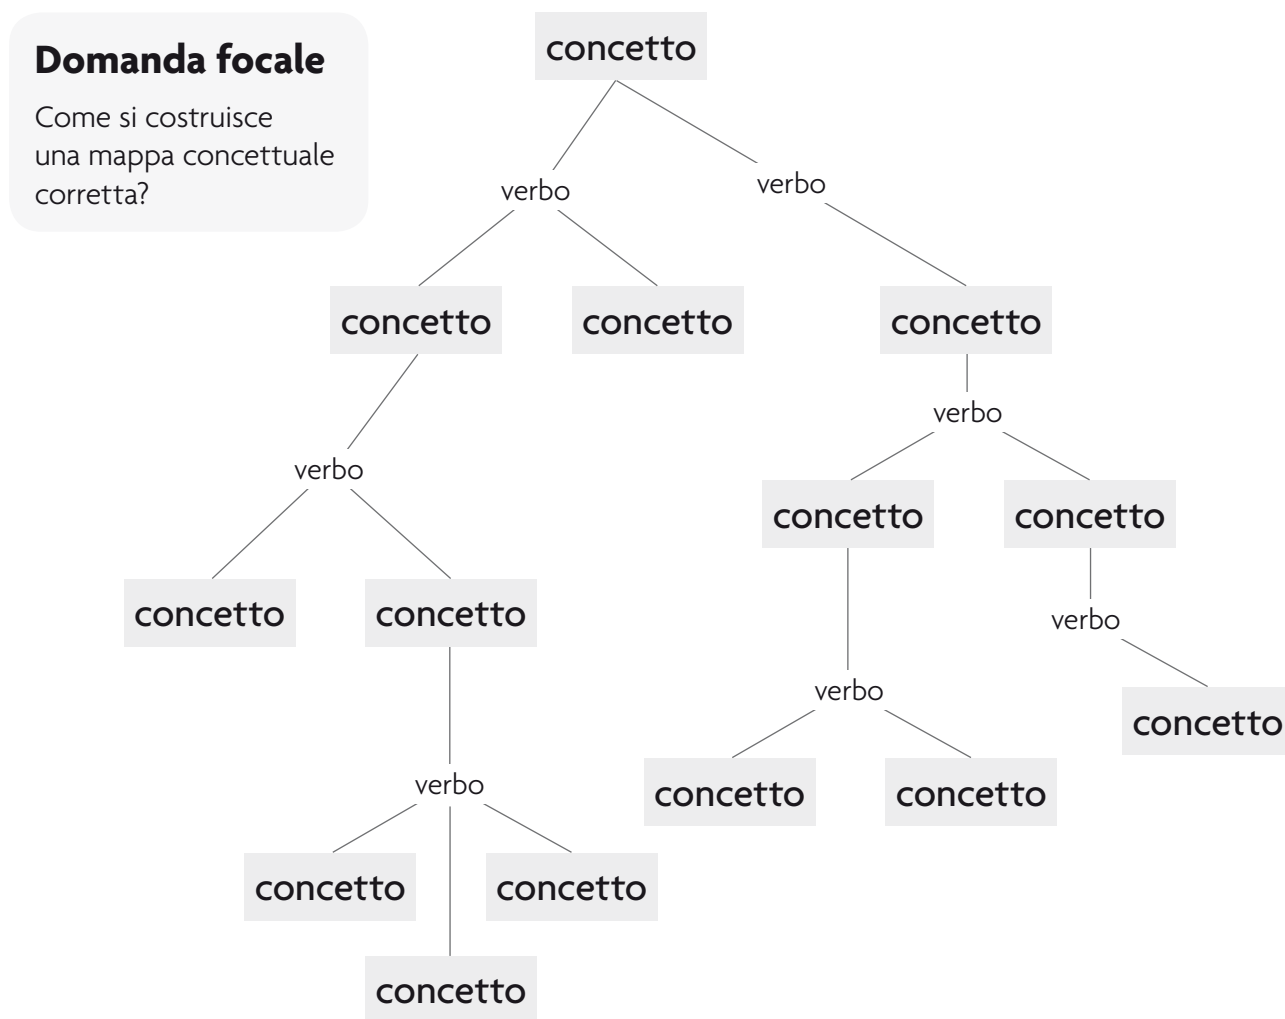 Domanda focale
Come si costruisce
una mappa concettuale
corretta?
concetto
verbo
verbo
concetto
concetto
concetto
verbo
verbo
concetto
concetto
concetto
concetto
verbo
verbo
concetto
verbo
concetto
concetto
concetto
concetto
concetto